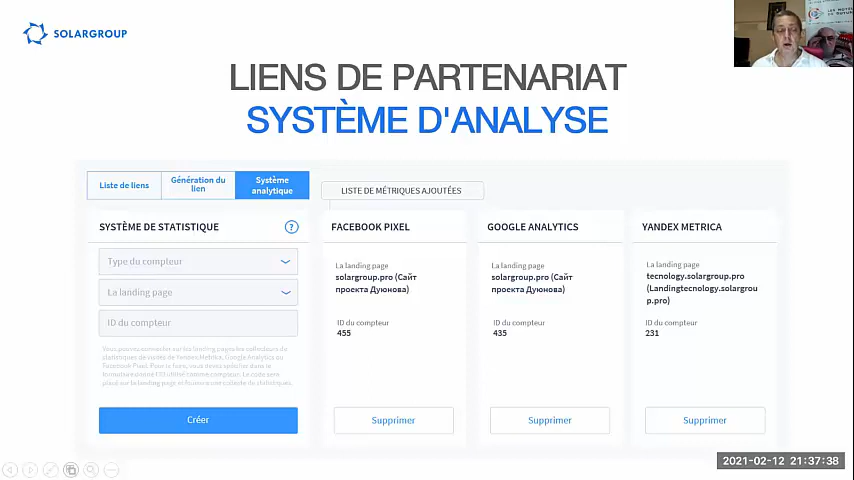 SOLARGROUP
LIENS DE PARTENARIAT
SYSTÈME D'ANALYSE
Liste de liens
Génération du
lien
Système
analytique
LISTE DE MÉTRIQUES AJOUTÉES
SYSTÈME DE STATISTIQUE
?
Type du compteur
La landing page
ID du compteur
Créer
FACEBOOK PIXEL
La landing page
solargroup.pro (Сайт
проекта Дуюнова)
ID du compteur
455
Supprimer
GOOGLE ANALYTICS
La landing page
solargroup.pro (Сайт
проекта Дуюнова)
ID du compteur
435
Supprimer
YANDEX METRICA
La landing page
tecnology.solargroup.pro
(Landingtecnology.solargrou
p.pro)
ID du compteur
231
Supprimer
2021-02-12 21:37:38